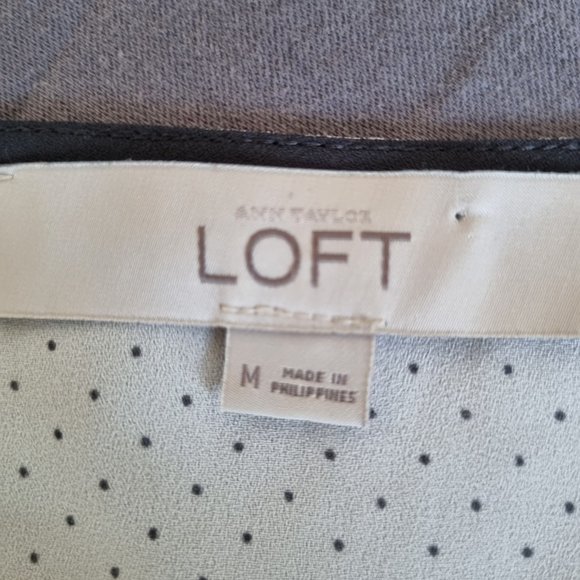 ANN TAYLOR
LOFT
M
MADE IN
PHILIPPINES